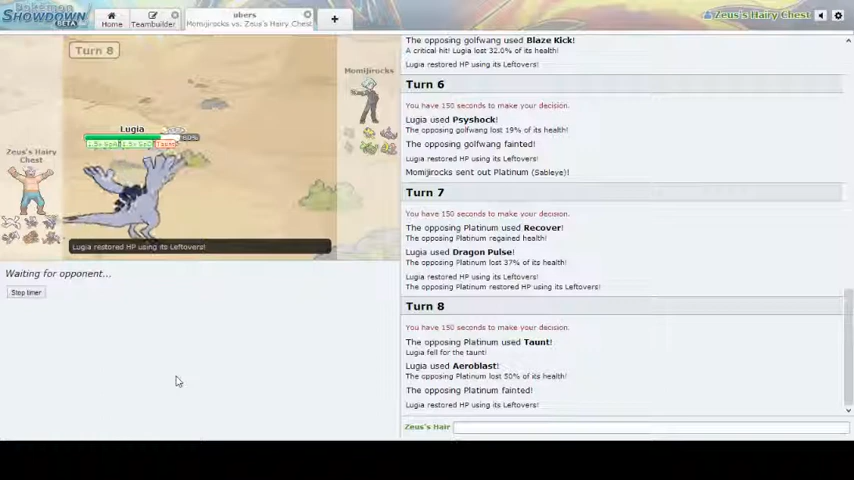 Pokémon
SHOWDOWN
BETA
Home
Teambuilder
ubers
Momijirocks vs. Zeus's Hairy Chest
+
Zeus's Hairy Chest
Turn 8
Momijirocks
Lugia
Zeus's Hairy
Chest
Lugia restored HP using its Leftovers!
Waiting for opponent...
Stop timer
The opposing golfwang used Blaze Kick!
A critical hit! Lugia lost 32.0% of its health!
Lugia restored HP using its Leftovers!
Turn 6
You have 150 seconds to make your decision.
Lugia used Psyshock!
The opposing golfwang lost 19% of its health!
The opposing golfwang fainted!
Lugia restored HP using its Leftovers!
Momijirocks sent out Platinum (Sableye)!
Turn 7
You have 150 seconds to make your decision.
The opposing Platinum used Recover!
The opposing Platinum regained health!
Lugia used Dragon Pulse!
The opposing Platinum lost 37% of its health!
Lugia restored HP using its Leftovers!
The opposing Platinum restored HP using its Leftovers!
Turn 8
You have 150 seconds to make your decision.
The opposing Platinum used Taunt!
Lugia fell for the taunt!
Lugia used Aeroblast!
The opposing Platinum lost 50% of its health!
The opposing Platinum fainted!
Lugia restored HP using its Leftovers!
Zeus's Hair